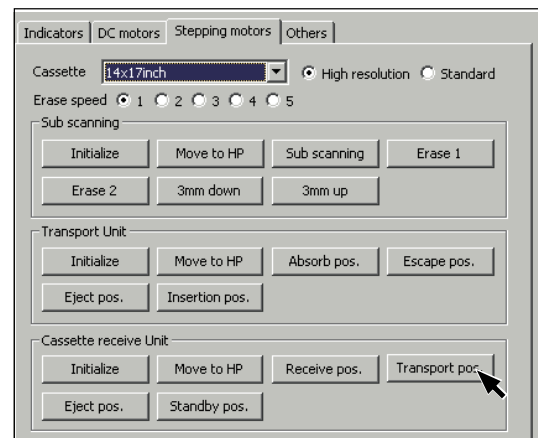 Indicators DC motors Stepping motors Others
Cassette 14x17inch High resolution Standard
Erase speed 1 2 3 4 5
Sub scanning
Initialize Move to HP Sub scanning Erase 1
Erase 2 3mm down 3mm up
Transport Unit
Initialize Move to HP Absorb pos. Escape pos.
Eject pos. Insertion pos.
Cassette receive Unit
Initialize Move to HP Receive pos. Transport pos.
Eject pos. Standby pos.